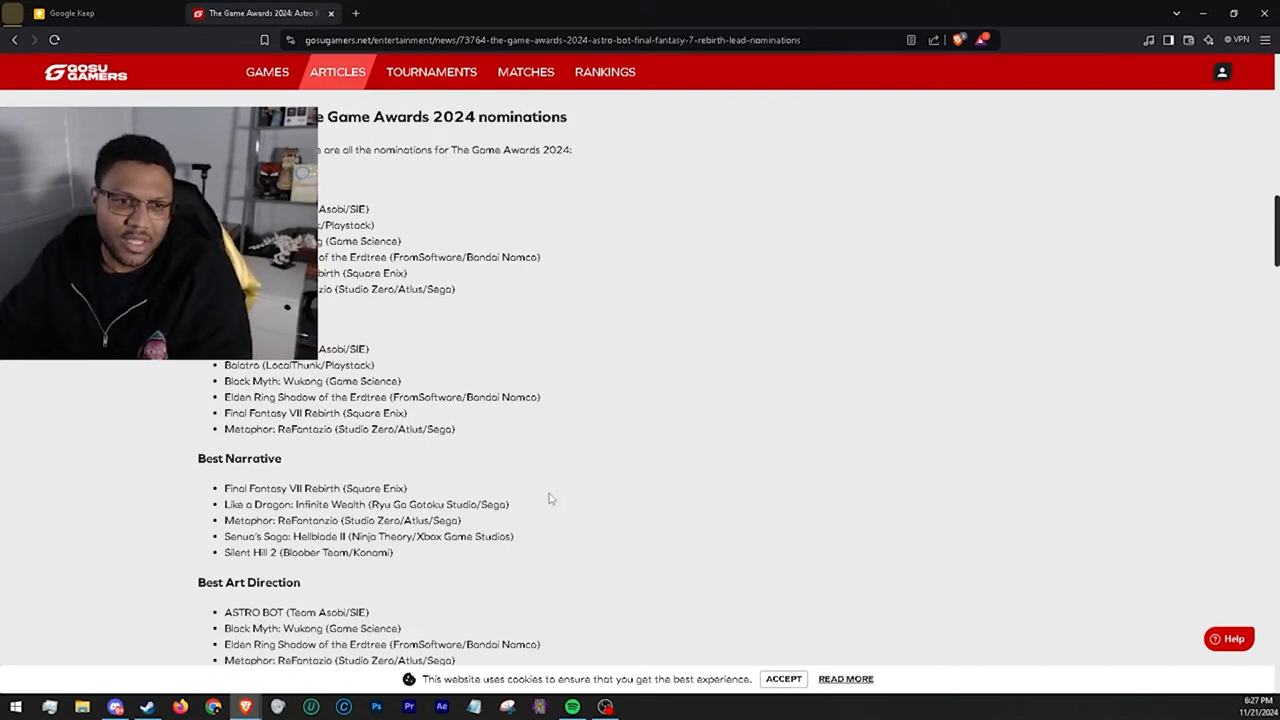 Google Keep
The Game Awards 2024: Astro
gosugamers.net/entertainment/news/73764-the-game-awards-2024-astro-bot-final-fantasy-7-rebirth-lead-nominations
VPN
GOSU GAMERS
GAMES
ARTICLES
TOURNAMENTS
MATCHES
RANKINGS
e Game Awards 2024 nominations
e are all the nominations for The Game Awards 2024:
Asobi/SIE)
/Playstack)
g (Game Science)
of the Erdtree (FromSoftware/Bandai Namco)
birth (Square Enix)
zio (Studio Zero/Atlus/Sega)
Asobi/SIE)
• Balatro (LocalThunk/Playstack)
• Black Myth: Wukong (Game Science)
• Elden Ring Shadow of the Erdtree (FromSoftware/Bandai Namco)
• Final Fantasy VII Rebirth (Square Enix)
• Metaphor: ReFantazio (Studio Zero/Atlus/Sega)
Best Narrative
• Final Fantasy VII Rebirth (Square Enix)
• Like a Dragon: Infinite Wealth (Ryu Ga Gotoku Studio/Sega)
• Metaphor: ReFantanzio (Studio Zero/Atlus/Sega)
• Senua's Saga: Hellblade II (Ninja Theory/Xbox Game Studios)
• Silent Hill 2 (Bloober Team/Konami)
Best Art Direction
• ASTRO BOT (Team Asobi/SIE)
• Black Myth: Wukong (Game Science)
• Elden Ring Shadow of the Erdtree (FromSoftware/Bandai Namco)
• Metaphor: ReFantazio (Studio Zero/Atlus/Sega)
Help
This website uses cookies to ensure that you get the best experience.
ACCEPT
READ MORE
Ps
Pr
Ae
6:27 PM
11/21/2024